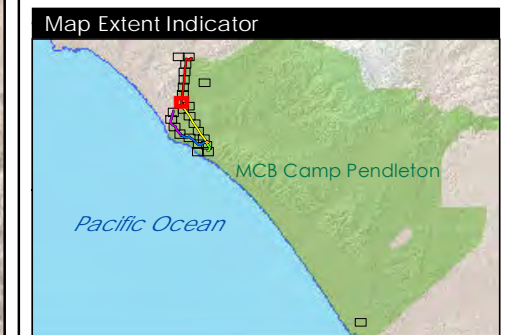 Map Extent Indicator
MCB Camp Pendleton
Pacific Ocean